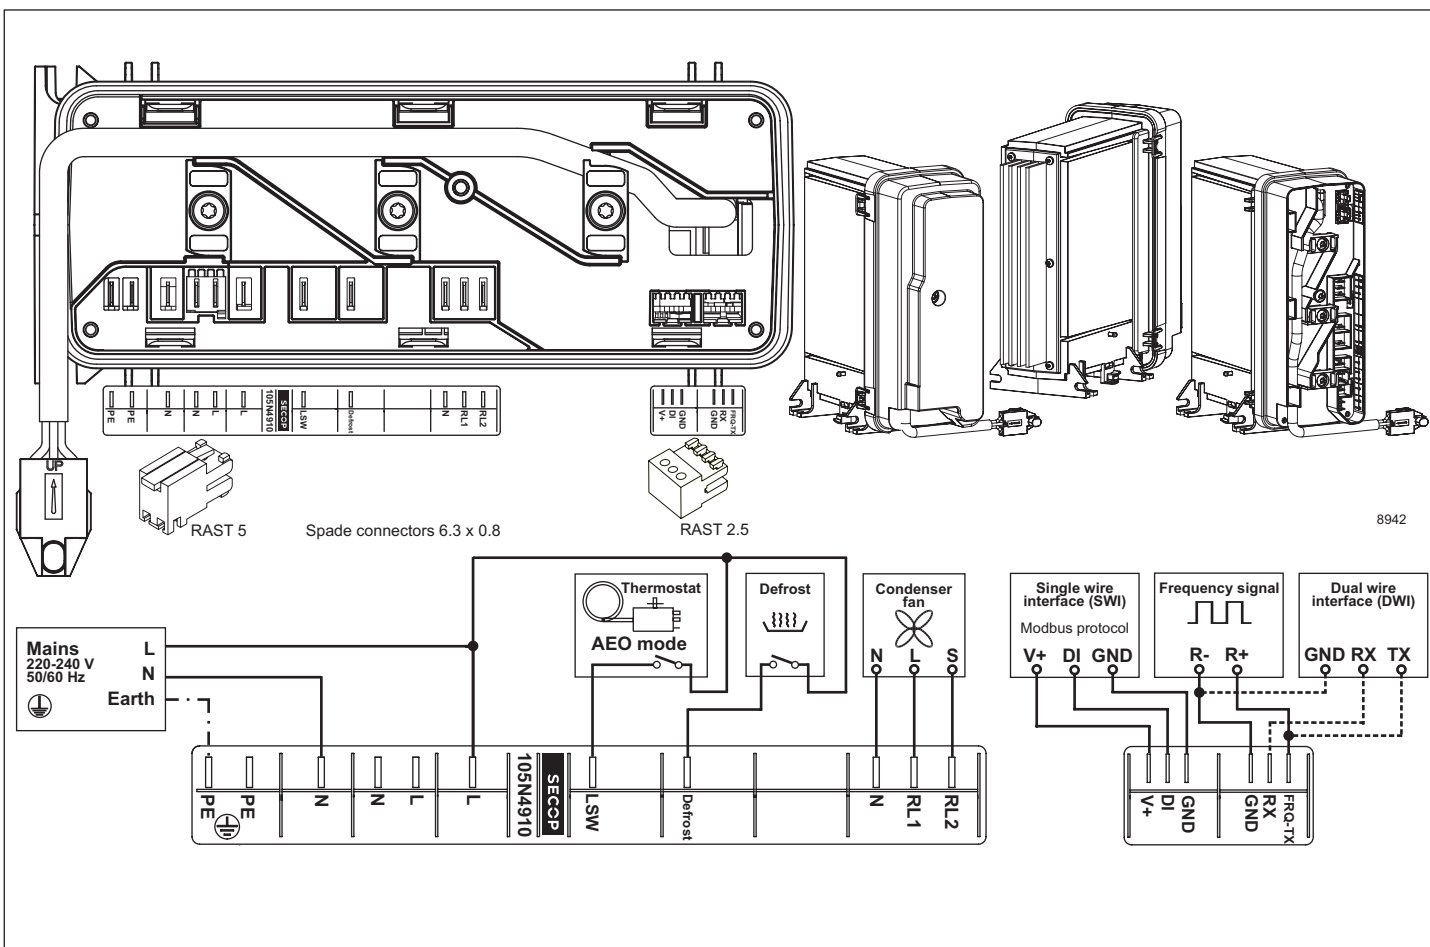 PE
PE
N
N
L
L
105N4910
SECOP
LSW
Defrost
N
RL1
RL2
V+
DI
GND
GND
RX
FRQ-TX
UP
RAST 5
Spade connectors 6.3 x 0.8
RAST 2.5
8942
Mains
220-240 V
50/60 Hz
L
N
Earth
Thermostat
AEO mode
Defrost
Condenser
fan
N L S
Single wire
interface (SWI)
Modbus protocol
V+ DI GND
Frequency signal
R- R+
Dual wire
interface (DWI)
GND RX TX
PE
PE
N
N
L
L
105N4910
SECOP
LSW
Defrost
N
RL1
RL2
V+
DI
GND
GND
RX
FRQ-TX